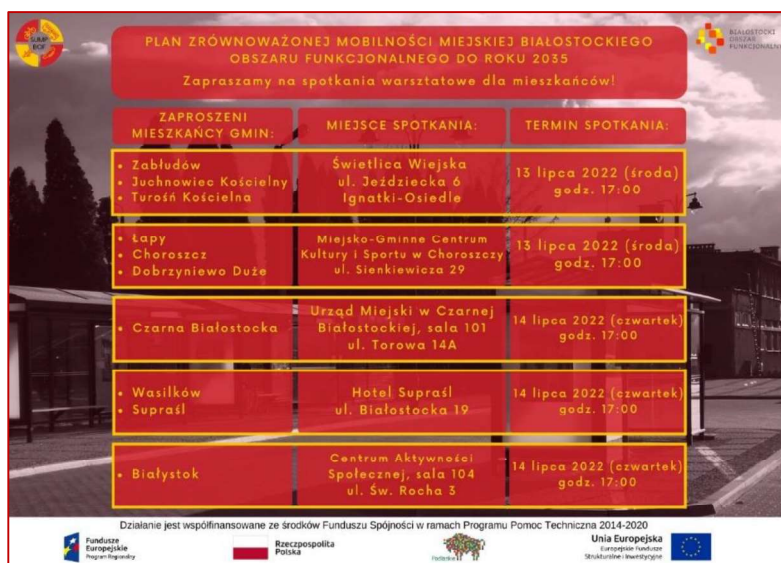 SUMP
BOF
BIAŁOSTOCKI
OBSZAR
FUNKCJONALNY
PLAN ZRÓWNOWAŻONEJ MOBILNOŚCI MIEJSKIEJ BIAŁOSTOCKIEGO
OBSZARU FUNKCJONALNEGO DO ROKU 2035
Zapraszamy na spotkania warsztatowe dla mieszkańców!
ZAPROSZENI
MIESZKAŃCY GMIN:
MIEJSCE SPOTKANIA:
TERMIN SPOTKANIA:
• Zabłudów
• Juchnowiec Kościelny
• Turośń Kościelna
Świetlica Wiejska
ul. Jeździecka 6
Ignatki-Osiedle
13 lipca 2022 (środa)
godz. 17:00
• Łapy
• Choroszcz
• Dobrzyniewo Duże
Miejsko-Gminne Centrum
Kultury i Sportu w Choroszczy
ul. Sienkiewicza 29
13 lipca 2022 (środa)
godz. 17:00
• Czarna Białostocka
Urząd Miejski w Czarnej
Białostockiej, sala 101
ul. Torowa 14A
14 lipca 2022 (czwartek)
godz. 17:00
• Wasilków
• Supraśl
Hotel Supraśl
ul. Białostocka 19
14 lipca 2022 (czwartek)
godz. 17:00
• Białystok
Centrum Aktywności
Społecznej, sala 104
ul. Św. Rocha 3
14 lipca 2022 (czwartek)
godz. 17:00
Działanie jest współfinansowane ze środków Funduszu Spójności w ramach Programu Pomoc Techniczna 2014-2020
Fundusze
Europejskie
Program Regionalny
Rzeczpospolita
Polska
Podlaskie
Unia Europejska
Europejskie Fundusze
Strukturalne i Inwestycyjne